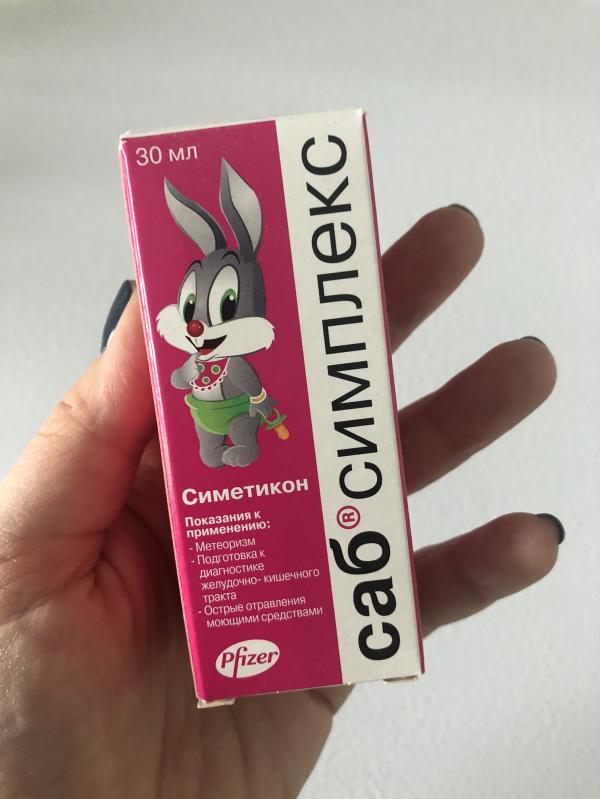 30 мл
Симетикон
Показания к
применению:
- Метеоризм
- Подготовка к
диагностике
желудочно- кишечного
тракта
- Острые отравления
моющими средствами
Pfizer
саб® симплекс